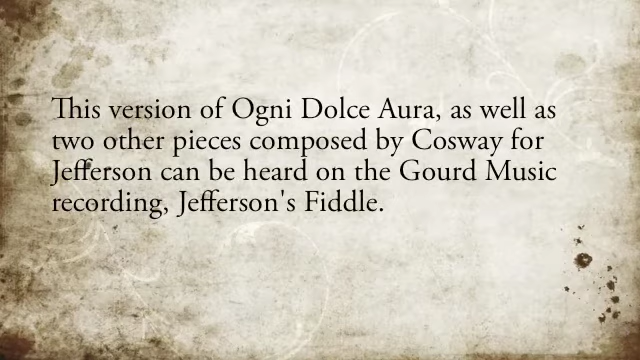 This version of Ogni Dolce Aura, as well as
two other pieces composed by Cosway for
Jefferson can be heard on the Gourd Music
recording, Jefferson's Fiddle.